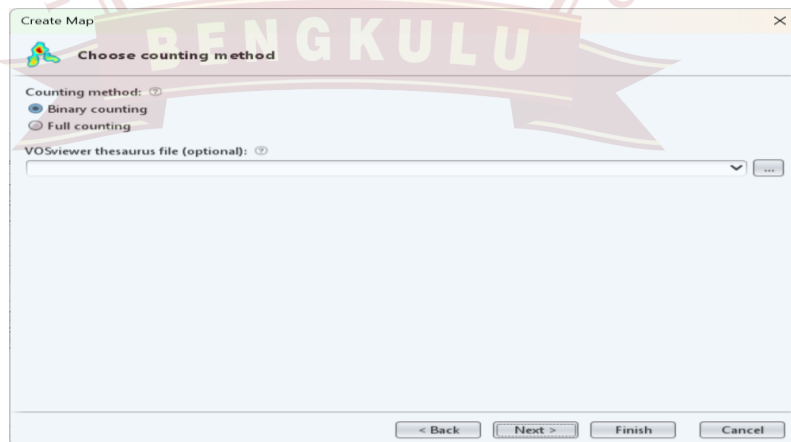 Create Map
BENGKULU
Choose counting method
Counting method:
Binary counting
Full counting
VOSviewer thesaurus file (optional):
...
< Back
Next >
Finish
Cancel